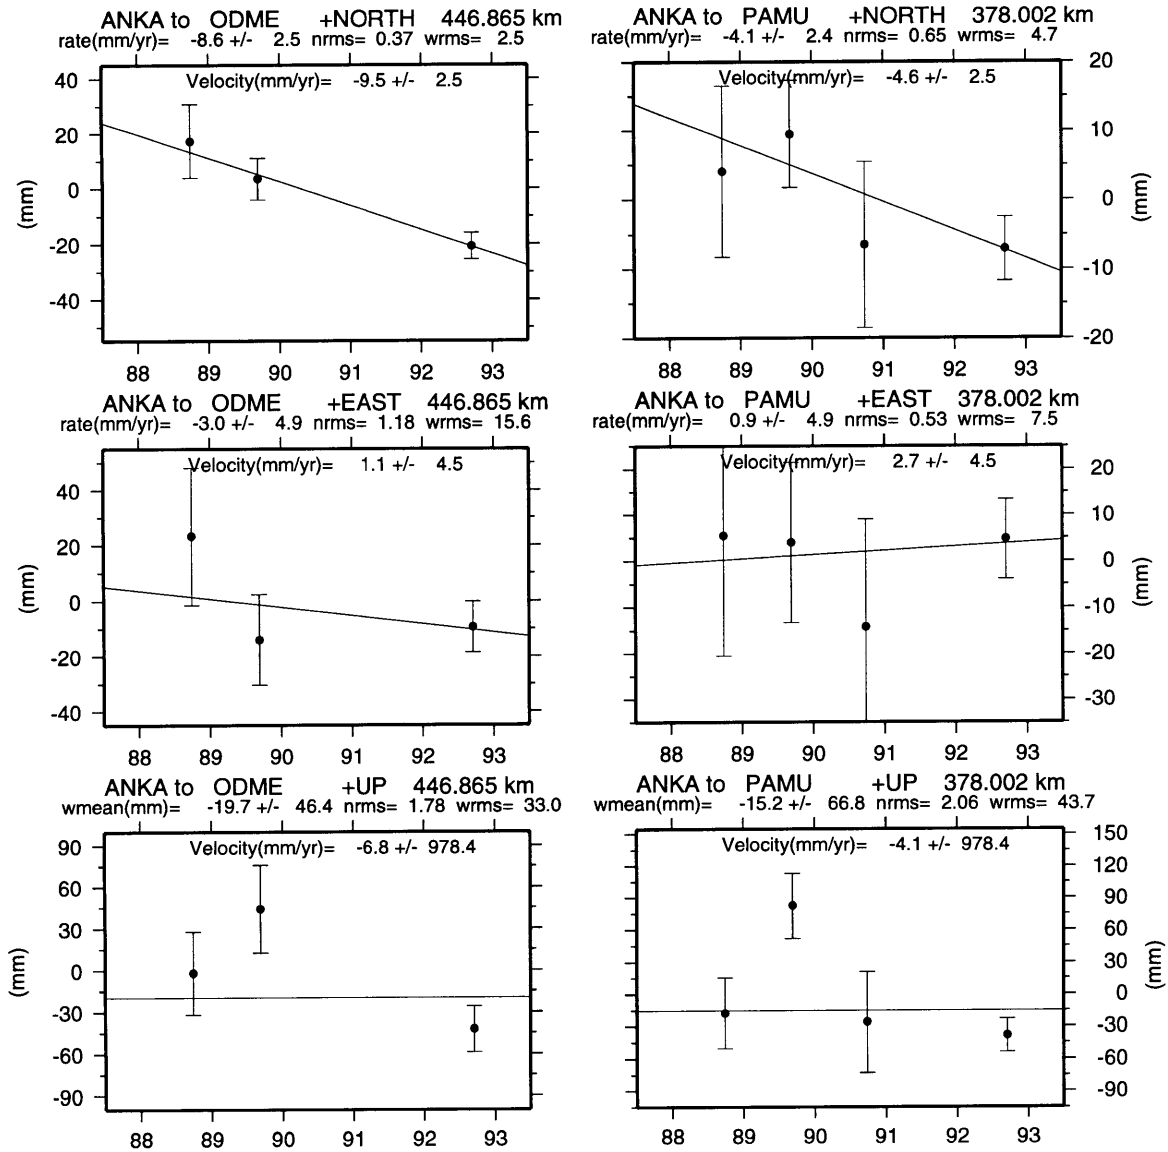 ANKA to ODME +NORTH 446.865 km
rate(mm/yr)= -8.6 +/- 2.5 nrms= 0.37 wrms= 2.5
Velocity(mm/yr)= -9.5 +/- 2.5
40
20
0
-20
-40
(mm)
88 89 90 91 92 93
ANKA to PAMU +NORTH 378.002 km
rate(mm/yr)= -4.1 +/- 2.4 nrms= 0.65 wrms= 4.7
Velocity(mm/yr)= -4.6 +/- 2.5
20
10
0
-10
-20
(mm)
88 89 90 91 92 93
ANKA to ODME +EAST 446.865 km
rate(mm/yr)= -3.0 +/- 4.9 nrms= 1.18 wrms= 15.6
Velocity(mm/yr)= 1.1 +/- 4.5
40
20
0
-20
-40
(mm)
88 89 90 91 92 93
ANKA to PAMU +EAST 378.002 km
rate(mm/yr)= 0.9 +/- 4.9 nrms= 0.53 wrms= 7.5
Velocity(mm/yr)= 2.7 +/- 4.5
20
10
0
-10
-20
-30
(mm)
88 89 90 91 92 93
ANKA to ODME +UP 446.865 km
wmean(mm)= -19.7 +/- 46.4 nrms= 1.78 wrms= 33.0
Velocity(mm/yr)= -6.8 +/- 978.4
90
60
30
0
-30
-60
-90
(mm)
88 89 90 91 92 93
ANKA to PAMU +UP 378.002 km
wmean(mm)= -15.2 +/- 66.8 nrms= 2.06 wrms= 43.7
Velocity(mm/yr)= -4.1 +/- 978.4
150
120
90
60
30
0
-30
-60
-90
(mm)
88 89 90 91 92 93